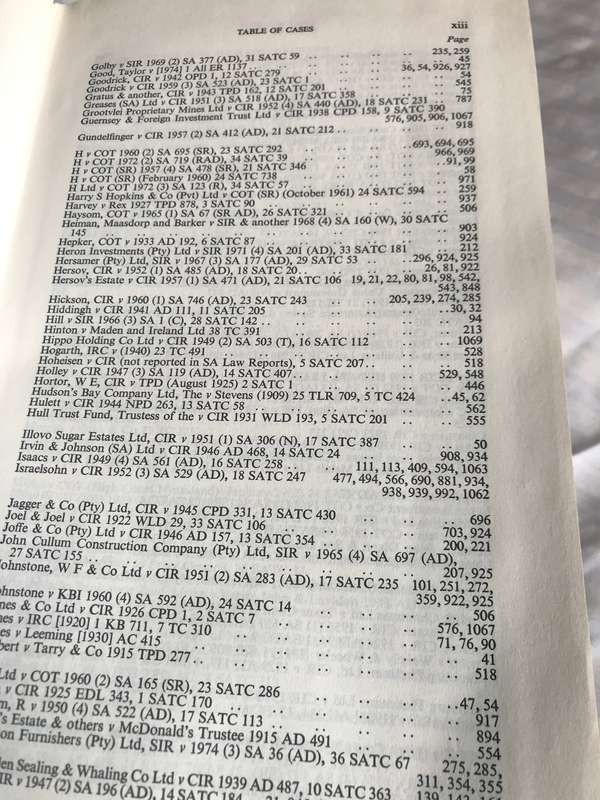 TABLE OF CASES xiii
Page
Golby v SIR 1969 (2) SA 377 (AD), 31 SATC 59 .. .. .. .. 235, 259
Good, Taylor v [1974] 1 All ER 1137 .. .. .. .. 45
Goodrick, CIR v 1942 OPD 1, 12 SATC 279 .. .. .. 36, 54, 926, 927
Goodrick v CIR 1959 (3) SA 523 (AD), 23 SATC 1 .. .. .. 54
Gratus & another, CIR v 1943 TPD 162, 12 SATC 201 .. .. 545
Greases (SA) Ltd v CIR 1951 (3) SA 518 (AD), 17 SATC 358 .. .. 75
Grootvlei Proprietary Mines Ltd v CIR 1952 (4) SA 440 (AD), 18 SATC 231 .. 787
Guernsey & Foreign Investment Trust v CIR 1938 CPD 158, 9 SATC 390
576, 905, 906, 1067
Gundelfinger v CIR 1957 (2) SA 412 (AD), 21 SATC 212 .. .. .. 918
H v COT 1960 (2) SA 695 (SR), 23 SATC 292 .. .. ..693, 694, 695
H v COT 1972 (2) SA 719 (RAD), 34 SATC 39 .. .. .. 966, 969
H v COT (SR) 1957 (4) SA 478 (SR), 21 SATC 346 .. .. ..91, 99
H v COT (SR) (February 1960) 24 SATC 738 .. .. .. 58
H Ltd v COT 1972 (3) SA 123 (R), 34 SATC 57 .. .. .. 971
Harry S Hopkins & Co (Pvt) Ltd v COT (SR) (October 1961) 24 SATC 594 .. 259
Harvey v Rex 1927 TPD 878, 3 SATC 90 .. .. .. .. 937
Haysom, COT v 1965 (1) SA 67 (SR AD), 26 SATC 321 .. .. .. 506
Heiman, Maasdorp and Barker v SIR & another 1968 (4) SA 160 (W), 30 SATC
145 .. .. .. .. .. .. .. 903
Hepker, COT v 1933 AD 192, 6 SATC 87 .. .. .. .. 924
Heron Investments (Pty) Ltd v SIR 1971 (4) SA 201 (AD), 33 SATC 181 .. 212
Hersamer (Pty) Ltd, SIR v 1967 (3) SA 177 (AD), 29 SATC 53 .. ..296, 924, 925
Hersov, CIR v 1952 (1) SA 485 (AD), 18 SATC 20.. .. .. 26, 81, 922
Hersov's Estate v CIR 1957 (1) SA 471 (AD), 21 SATC 106 19, 21, 22, 80, 81, 98, 542,
543, 848
Hickson, CIR v 1960 (1) SA 746 (AD), 23 SATC 243 .. .. 205, 239, 274, 285
Hiddingh v CIR 1941 AD 111, 11 SATC 205 .. .. .. ..30, 32
Hill v SIR 1966 (3) SA 1 (C), 28 SATC 142 .. .. .. .. 94
Hinton v Maden and Ireland Ltd 38 TC 391 .. .. .. .. 213
Hippo Holding Co Ltd v CIR 1949 (2) SA 503 (T), 16 SATC 112 .. .. 1069
Hogarth, IRC v (1940) 23 TC 491 .. .. .. .. 528
Hoheisen v CIR (not reported in SA Law Reports), 5 SATC 207.. .. 518
Holley v CIR 1947 (3) SA 119 (AD), 14 SATC 407.. .. .. 529, 548
Hortor, W E, CIR v TPD (August 1925) 2 SATC 1 .. .. .. 446
Hudson's Bay Company Ltd, The v Stevens (1909) 25 TLR 709, 5 TC 424 ..45, 62
Hulett v CIR 1944 NPD 263, 13 SATC 58 .. .. .. .. 562
Hull Trust Fund, Trustees of the v CIR 1931 WLD 193, 5 SATC 201 .. 555
Illovo Sugar Estates Ltd, CIR v 1951 (1) SA 306 (N), 17 SATC 387 .. 50
Irvin & Johnson (SA) Ltd v CIR 1946 AD 468, 14 SATC 24 .. .. 908, 934
Isaacs v CIR 1949 (4) SA 561 (AD), 16 SATC 258 .. .. 111, 113, 409, 594, 1063
Israelsohn v CIR 1952 (3) SA 529 (AD), 18 SATC 247 477, 494, 566, 690, 881, 934,
938, 939, 992, 1062
Jagger & Co (Pty) Ltd, CIR v 1945 CPD 331, 13 SATC 430 .. .. 696
Joel & Joel v CIR 1922 WLD 29, 33 SATC 106 .. .. .. 703, 924
Joffe & Co (Pty) Ltd v CIR 1946 AD 157, 13 SATC 354 .. .. 200, 221
John Cullum Construction Company (Pty) Ltd, SIR v 1965 (4) SA 697 (AD),
27 SATC 155 .. .. .. .. .. .. 207, 925
Johnstone, W F & Co Ltd v CIR 1951 (2) SA 283 (AD), 17 SATC 235 101, 251, 272,
359, 922, 925
ohnstone v KBI 1960 (4) SA 592 (AD), 24 SATC 14 .. .. .. 506
nes & Co Ltd v CIR 1926 CPD 1, 2 SATC 7 .. .. .. 576, 1067
nes v IRC [1920] 1 KB 711, 7 TC 310 .. .. .. 71, 76, 90
es v Leeming [1930] AC 415 .. .. .. .. 41
bert v Tarry & Co 1915 TPD 277.. .. .. .. 518
Ltd v COT 1960 (2) SA 165 (SR), 23 SATC 286
v CIR 1925 EDL 343, 1 SATC 170 .. .. .. ..47, 54
m, R v 1950 (4) SA 522 (AD), 17 SATC 113 .. .. .. 917
's Estate & others v McDonald's Trustee 1915 AD 491 .. .. 894
on Furnishers (Pty) Ltd, SIR v 1974 (3) SA 36 (AD), 36 SATC 67 554
275, 285,
311, 354, 355
en Sealing & Whaling Co Ltd v CIR 1939 AD 487, 10 SATC 363
IR v 1947 (2) SA 196 (AD), 14 SATC 184